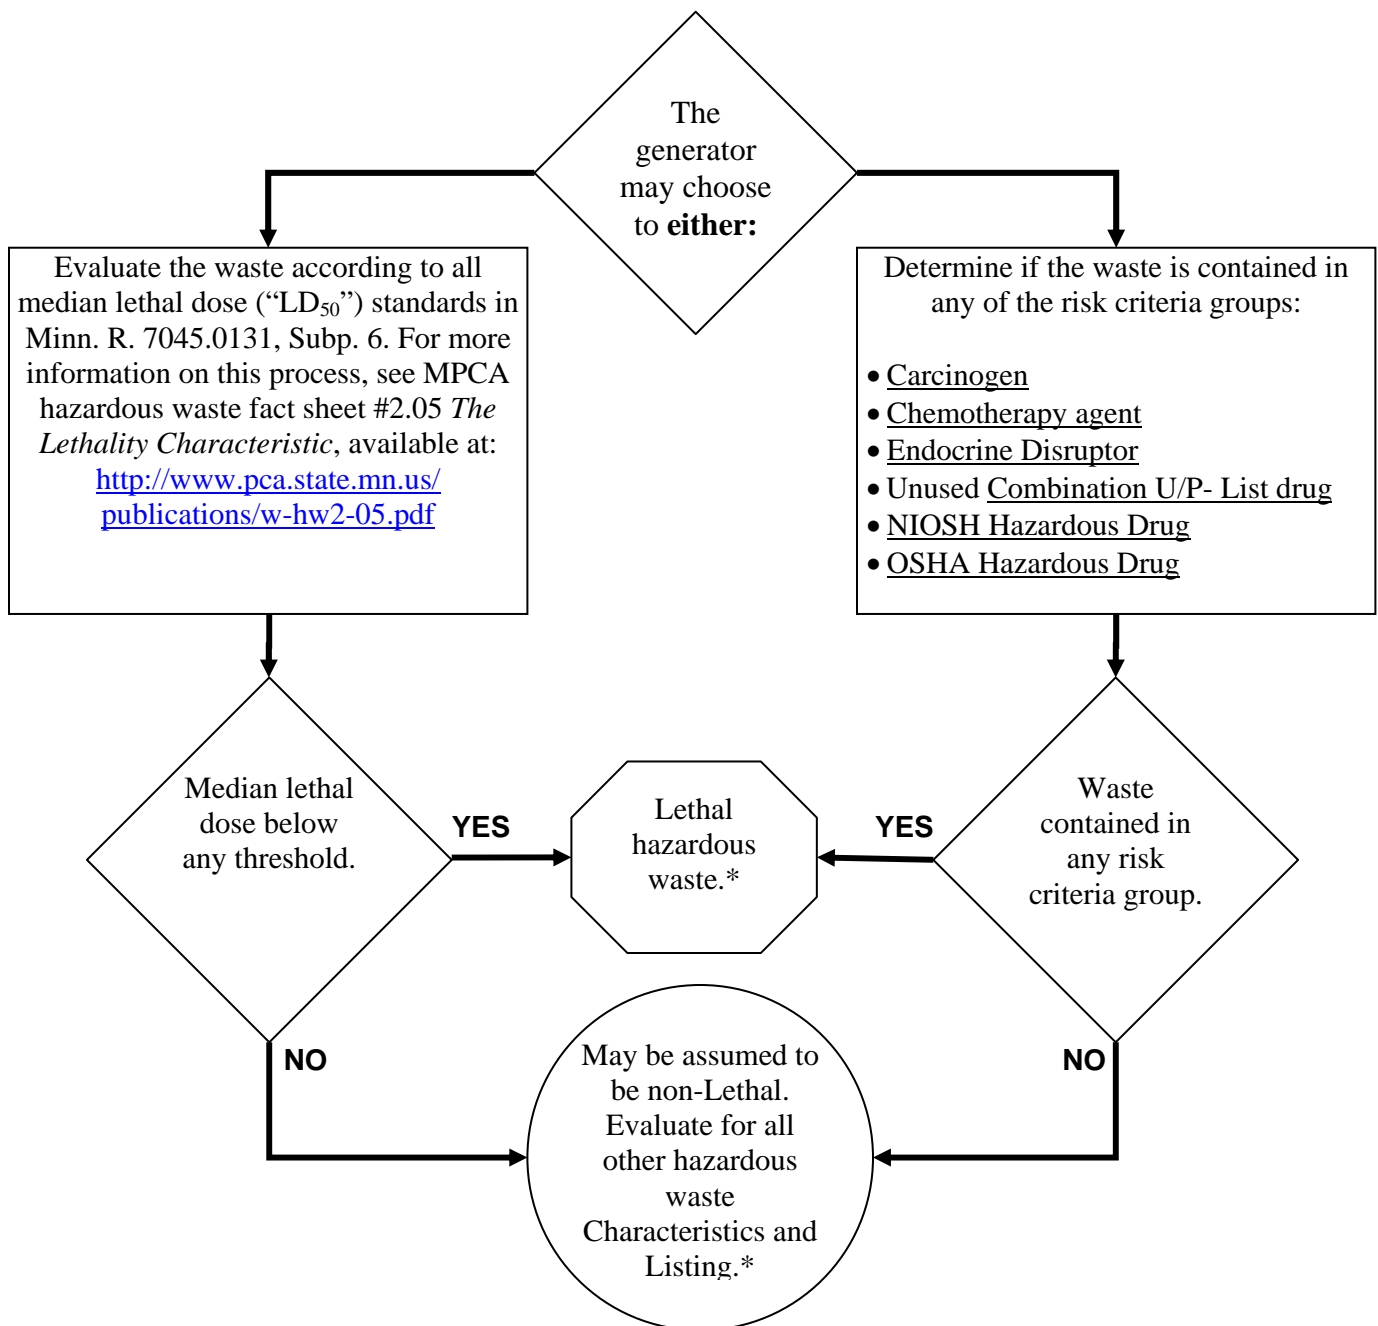 The
generator
may choose
to either:
Evaluate the waste according to all
median lethal dose (“LD50”) standards in
Minn. R. 7045.0131, Subp. 6. For more
information on this process, see MPCA
hazardous waste fact sheet #2.05 The
Lethality Characteristic, available at:
http://www.pca.state.mn.us/
publications/w-hw2-05.pdf
Determine if the waste is contained in
any of the risk criteria groups:
• Carcinogen
• Chemotherapy agent
• Endocrine Disruptor
• Unused Combination U/P- List drug
• NIOSH Hazardous Drug
• OSHA Hazardous Drug
Median lethal
dose below
any threshold.
YES
Lethal
hazardous
waste.*
YES
Waste
contained in
any risk
criteria group.
NO
May be assumed to
be non-Lethal.
Evaluate for all
other hazardous
waste
Characteristics and
Listing.*
NO